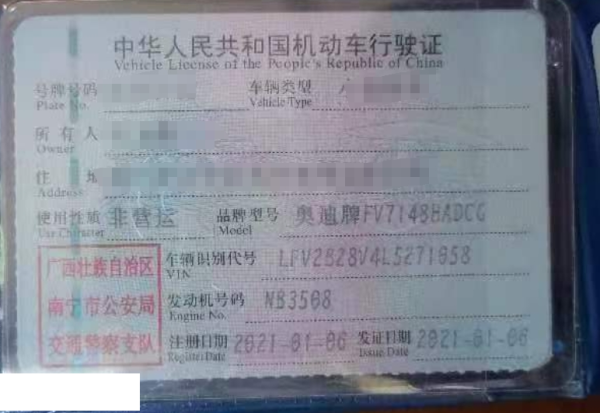 中华人民共和国机动车行驶证
Vehicle License of the People's Republic of China
号牌号码 车辆类型
Plate No. Vehicle Type
所有人
Owner
住址
Address
使用性质 非营运 品牌型号 奥迪牌FV7148BADCG
Use Character Model
广西壮族自治区
南宁市公安局
交通警察支队
车辆识别代号 LFV2B28V4L5271658
VIN
发动机号码 NB3568
Engine No.
注册日期 2021-01-06 发证日期 2021-01-06
Register Date Issue Date